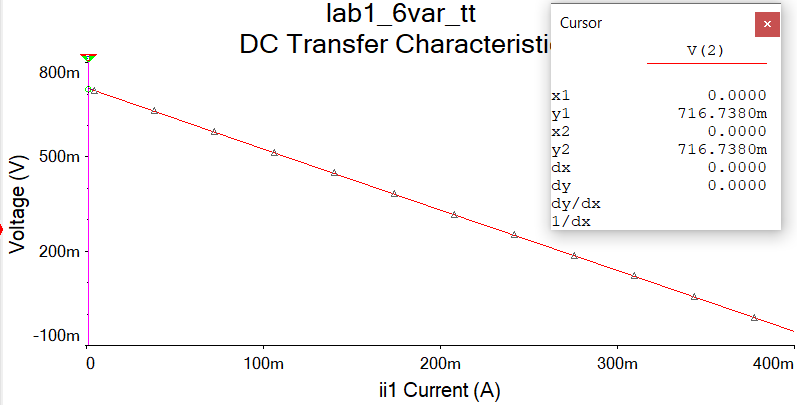 lab1_6var_tt
DC Transfer Characteristi
Cursor
V(2)
x1 0.0000
y1 716.7380m
x2 0.0000
y2 716.7380m
dx 0.0000
dy 0.0000
dy/dx
1/dx
800m
500m
200m
-100m
Voltage (V)
0 100m 200m 300m 400m
ii1 Current (A)